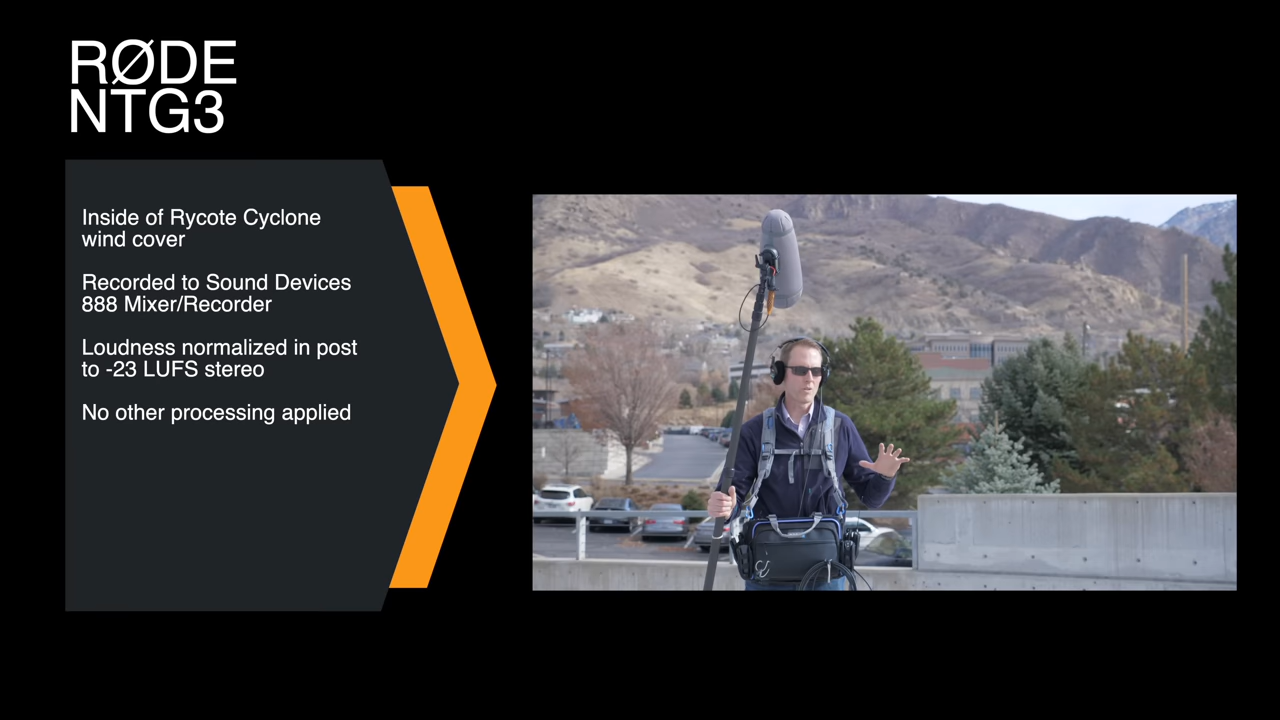 RØDE
NTG3
Inside of Rycote Cyclone
wind cover
Recorded to Sound Devices
888 Mixer/Recorder
Loudness normalized in post
to -23 LUFS stereo
No other processing applied